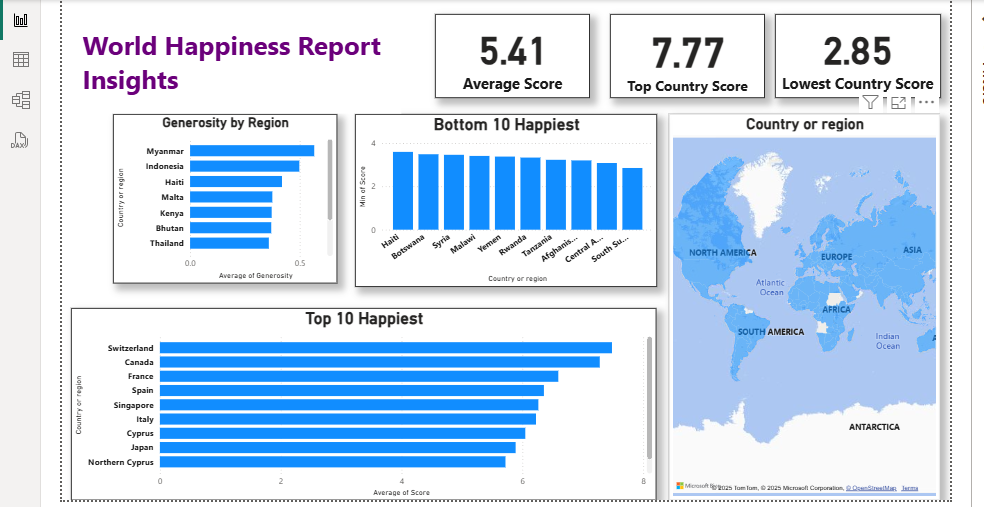 World Happiness Report
Insights
5.41
Average Score
7.77
Top Country Score
2.85
Lowest Country Score
DAX
Generosity by Region
Country or region
Myanmar
Indonesia
Haiti
Malta
Kenya
Bhutan
Thailand
0.0
0.5
Average of Generosity
Bottom 10 Happiest
Min of Score
4
2
0
Haiti
Botswana
Syria
Malawi
Yemen
Rwanda
Tanzania
Afghanis...
Central A...
South Su...
Country or region
Country or region
NORTH AMERICA
EUROPE
ASIA
Atlantic
Ocean
AFRICA
SOUTH AMERICA
Indian
Ocean
A
ANTARCTICA
Microsoft
© 2025 TomTom, © 2025 Microsoft Corporation, © OpenStreetMap Terms
Top 10 Happiest
Country or region
Switzerland
Canada
France
Spain
Singapore
Italy
Cyprus
Japan
Northern Cyprus
0
2
4
6
8
Average of Score